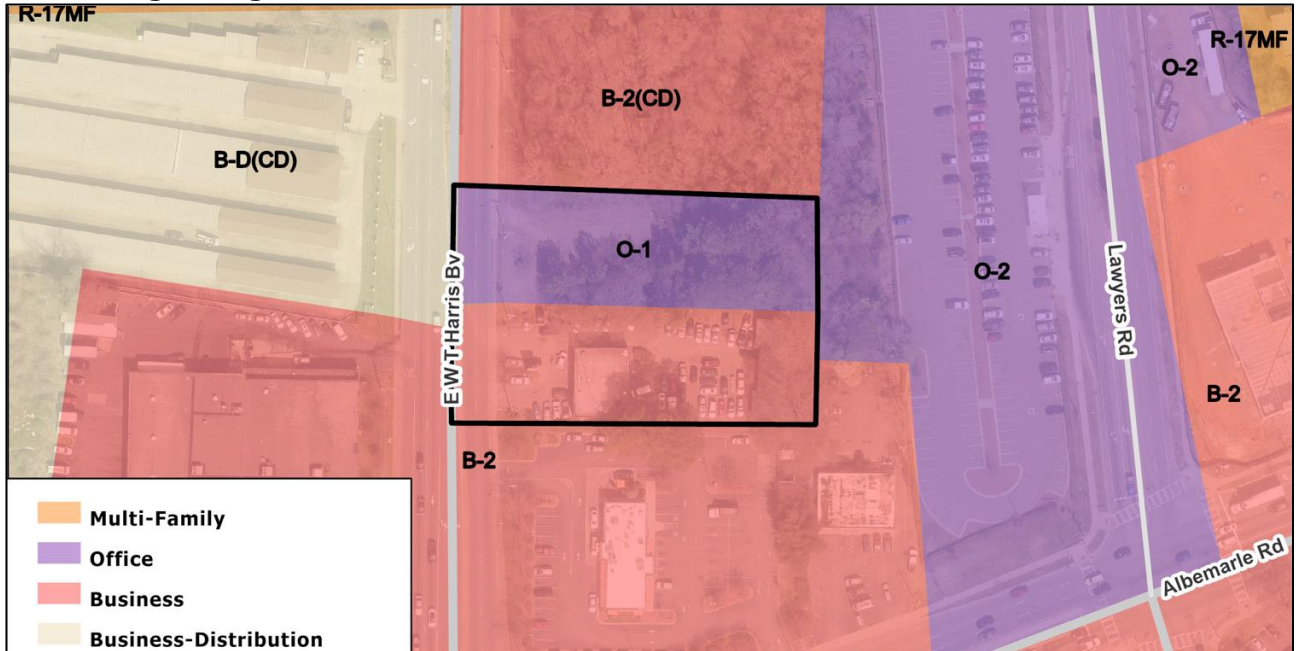 R-17MF
R-17MF
O-2
B-2(CD)
B-D(CD)
O-1
O-2
E W T Harris Bv
Lawyers Rd
B-2
B-2
Albemarle Rd
Multi-Family
Office
Business
Business-Distribution